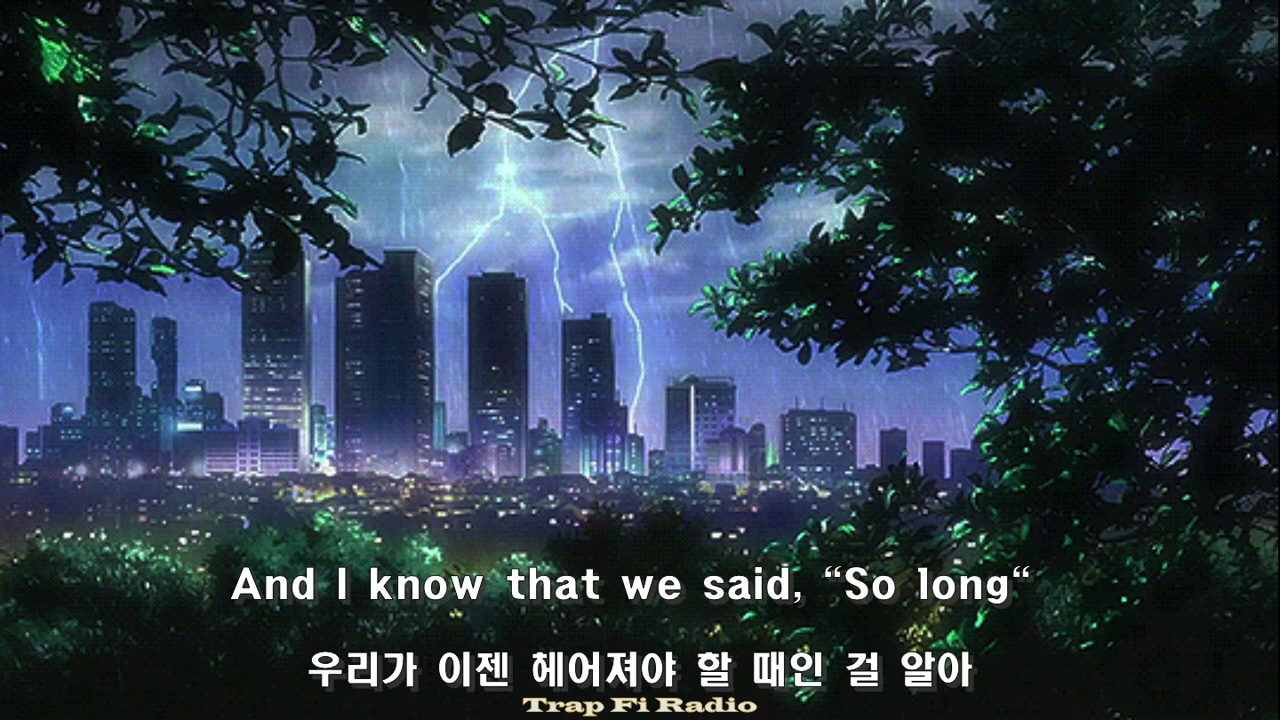 And I know that we said, “So long“
우리가 이젠 헤어져야 할 때인 걸 알아
Trap Fi Radio